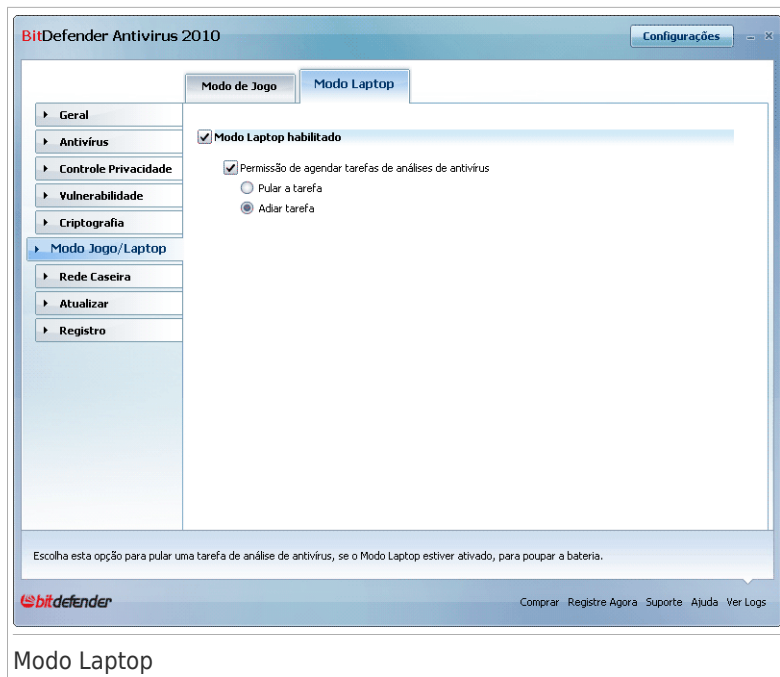 BitDefender Antivirus 2010
Configurações
Modo de Jogo
Modo Laptop
Geral
Antivírus
Controle Privacidade
Vulnerabilidade
Criptografia
Modo Jogo/Laptop
Rede Caseira
Atualizar
Registro
Modo Laptop habilitado
Permissão de agendar tarefas de análises de antivírus
Pular a tarefa
Adiar tarefa
Escolha esta opção para pular uma tarefa de análise de antivírus, se o Modo Laptop estiver ativado, para poupar a bateria.
bitdefender
Comprar Registre Agora Suporte Ajuda Ver Logs
Modo Laptop